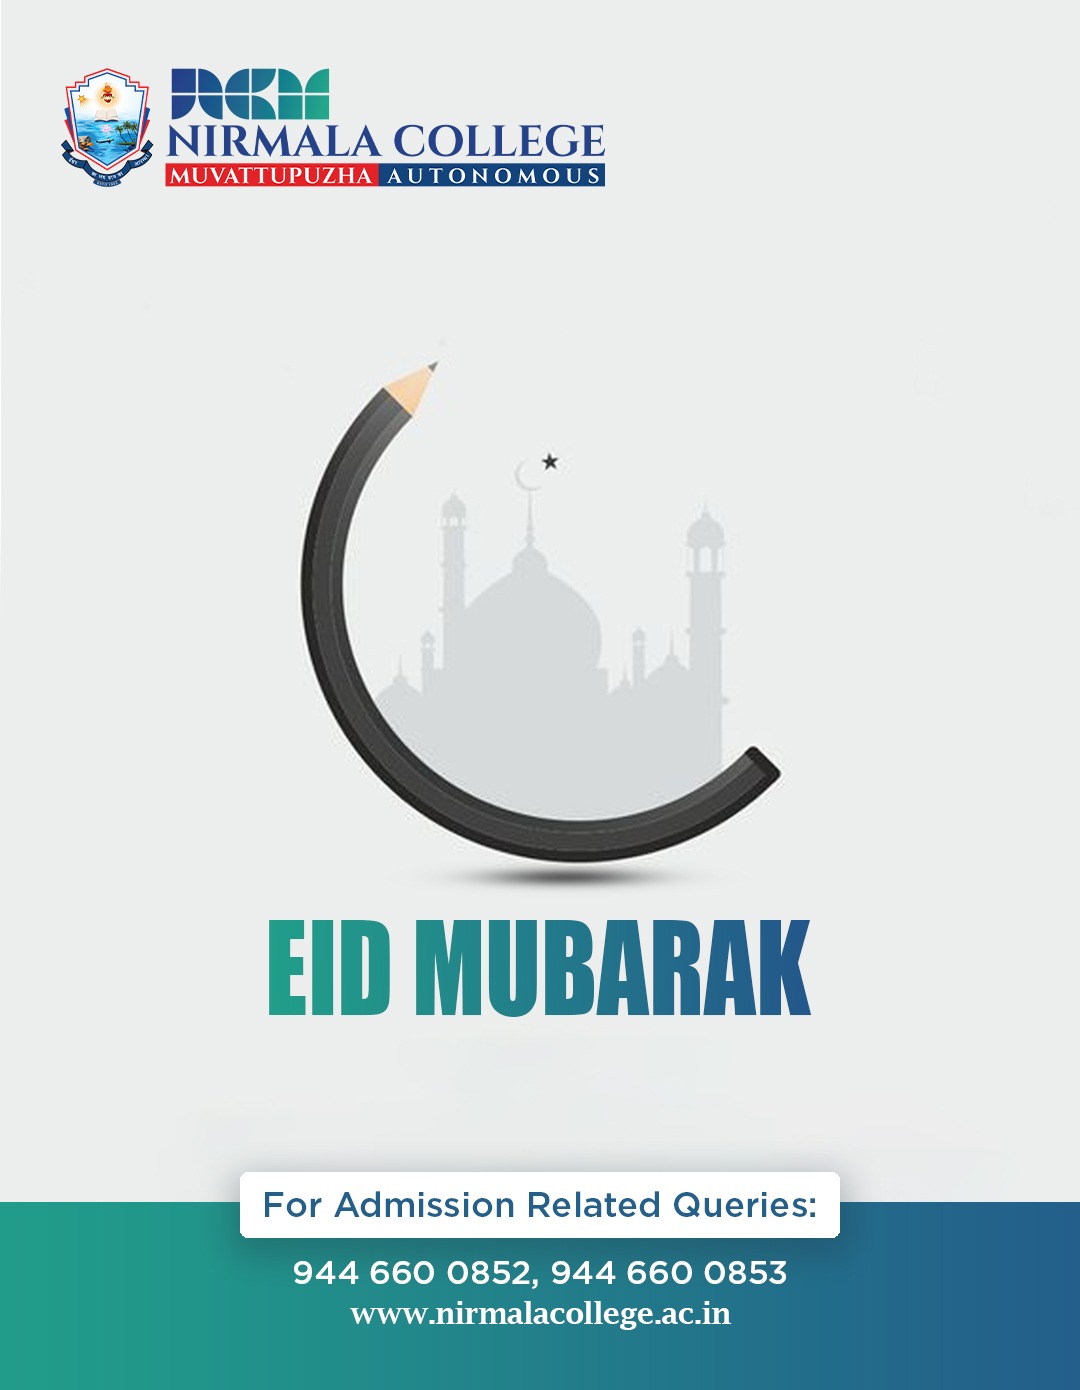 NCM
NIRMALA COLLEGE
MUVATTUPUZHA AUTONOMOUS
EID MUBARAK
For Admission Related Queries:
944 660 0852, 944 660 0853
www.nirmalacollege.ac.in